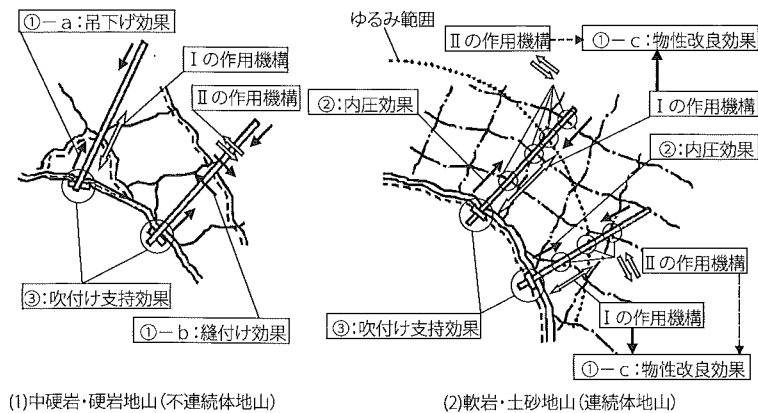 ①－a:吊下げ効果
Ⅰの作用機構
Ⅱの作用機構
③:吹付け支持効果
①－b:縫付け効果
(1)中硬岩・硬岩地山(不連続体地山)
ゆるみ範囲
Ⅱの作用機構
①－c:物性改良効果
②:内圧効果
Ⅰの作用機構
②:内圧効果
Ⅱの作用機構
③:吹付け支持効果
Ⅰの作用機構
①－c:物性改良効果
(2)軟岩・土砂地山(連続体地山)